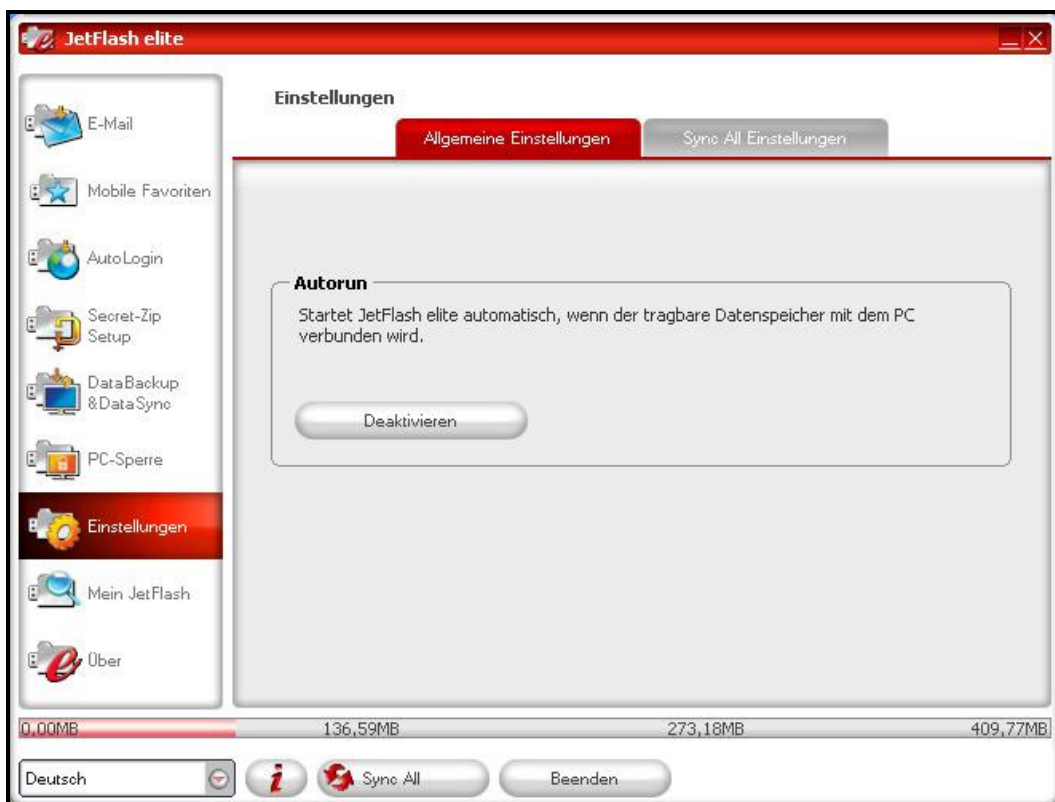 JetFlash elite
E-Mail
Mobile Favoriten
AutoLogin
Secret-Zip
Setup
DataBackup
&DataSync
PC-Sperre
Einstellungen
Mein JetFlash
Über
Einstellungen
Allgemeine Einstellungen
Sync All Einstellungen
Autorun
Startet JetFlash elite automatisch, wenn der tragbare Datenspeicher mit dem PC
verbunden wird.
Deaktivieren
0,00MB 136,59MB 273,18MB 409,77MB
Deutsch
i
Sync All
Beenden